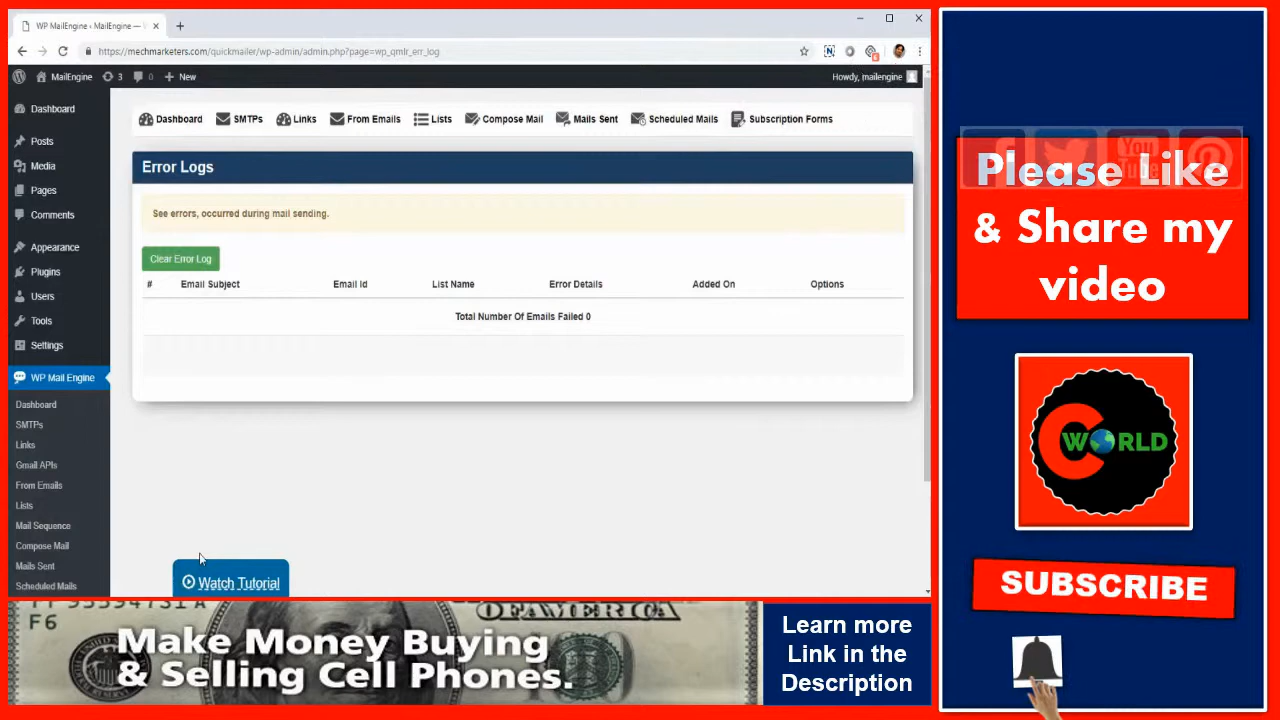 WP MailEngine ‹ MailEngine — W
https://mechmarketers.com/quickmailer/wp-admin/admin.php?page=wp_qmlr_err_log
MailEngine 3 0 New
Howdy, mailengine
Dashboard
Posts
Media
Pages
Comments
Appearance
Plugins
Users
Tools
Settings
WP Mail Engine
Dashboard
SMTPs
Links
Gmail APIs
From Emails
Lists
Mail Sequence
Compose Mail
Mails Sent
Scheduled Mails
Dashboard SMTPs Links From Emails Lists Compose Mail Mails Sent Scheduled Mails Subscription Forms
Error Logs
See errors, occurred during mail sending.
Clear Error Log
# Email Subject Email Id List Name Error Details Added On Options
Total Number Of Emails Failed 0
Watch Tutorial
You
Tube
Please Like
& Share my
video
C WORLD
SUBSCRIBE
F6
OF AMERICA
Make Money Buying
& Selling Cell Phones.
Learn more
Link in the
Description